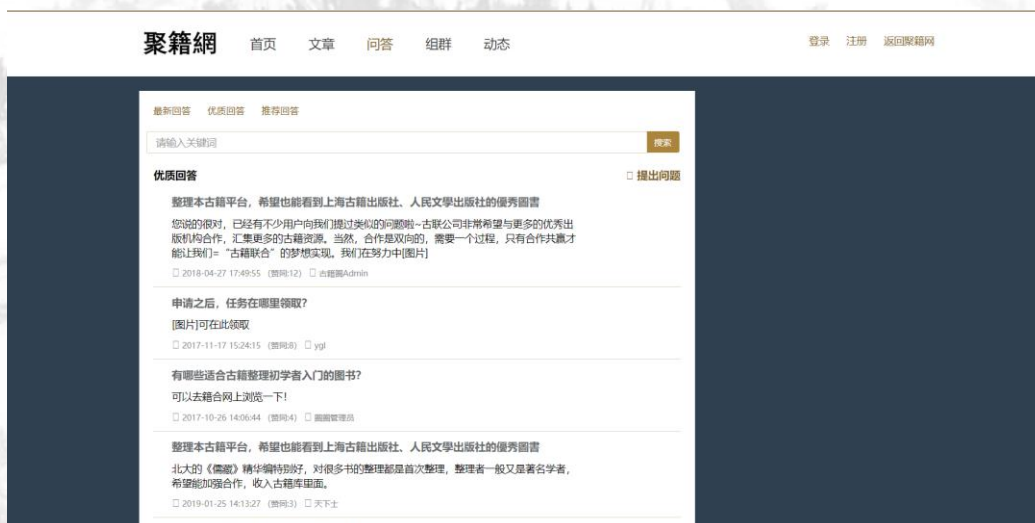 聚籍網 首页 文章 问答 组群 动态 登录 注册 返回聚籍网
最新回答 优质回答 推荐回答
请输入关键词 搜索
优质回答 提出问题
整理本古籍平台，希望也能看到上海古籍出版社、人民文學出版社的優秀圖書
您说的很对，已经有不少用户向我们提过类似的问题啦~古联公司非常希望与更多的优秀出
版机构合作，汇集更多的古籍资源。当然，合作是双向的，需要一个过程，只有合作共赢才
能让我们=“古籍联合”的梦想实现。我们在努力中[图片]
2018-04-27 17:49:55 (赞同:12) 古籍圈Admin
申请之后，任务在哪里领取？
[图片]可在此领取
2017-11-17 15:24:15 (赞同:8) ygl
有哪些适合古籍整理初学者入门的图书？
可以去籍合网上浏览一下！
2017-10-26 14:06:44 (赞同:4) 圈圈管理员
整理本古籍平台，希望也能看到上海古籍出版社、人民文學出版社的優秀圖書
北大的《儒藏》精华编特别好，对很多书的整理都是首次整理，整理者一般又是著名学者，
希望能加强合作，收入古籍库里面。
2019-01-25 14:13:27 (赞同:3) 天下士